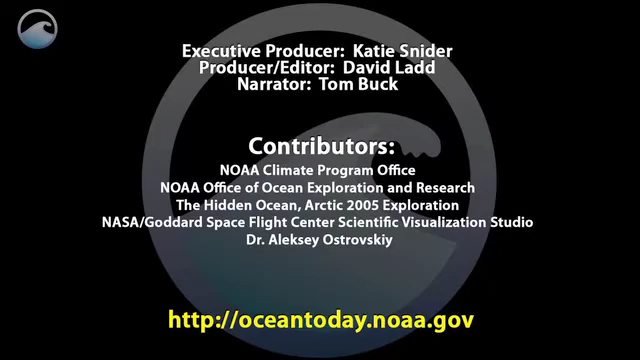 Executive Producer: Katie Snider
Producer/Editor: David Ladd
Narrator: Tom Buck
Contributors:
NOAA Climate Program Office
NOAA Office of Ocean Exploration and Research
The Hidden Ocean, Arctic 2005 Exploration
NASA/Goddard Space Flight Center Scientific Visualization Studio
Dr. Aleksey Ostrovskiy
http://oceantoday.noaa.gov